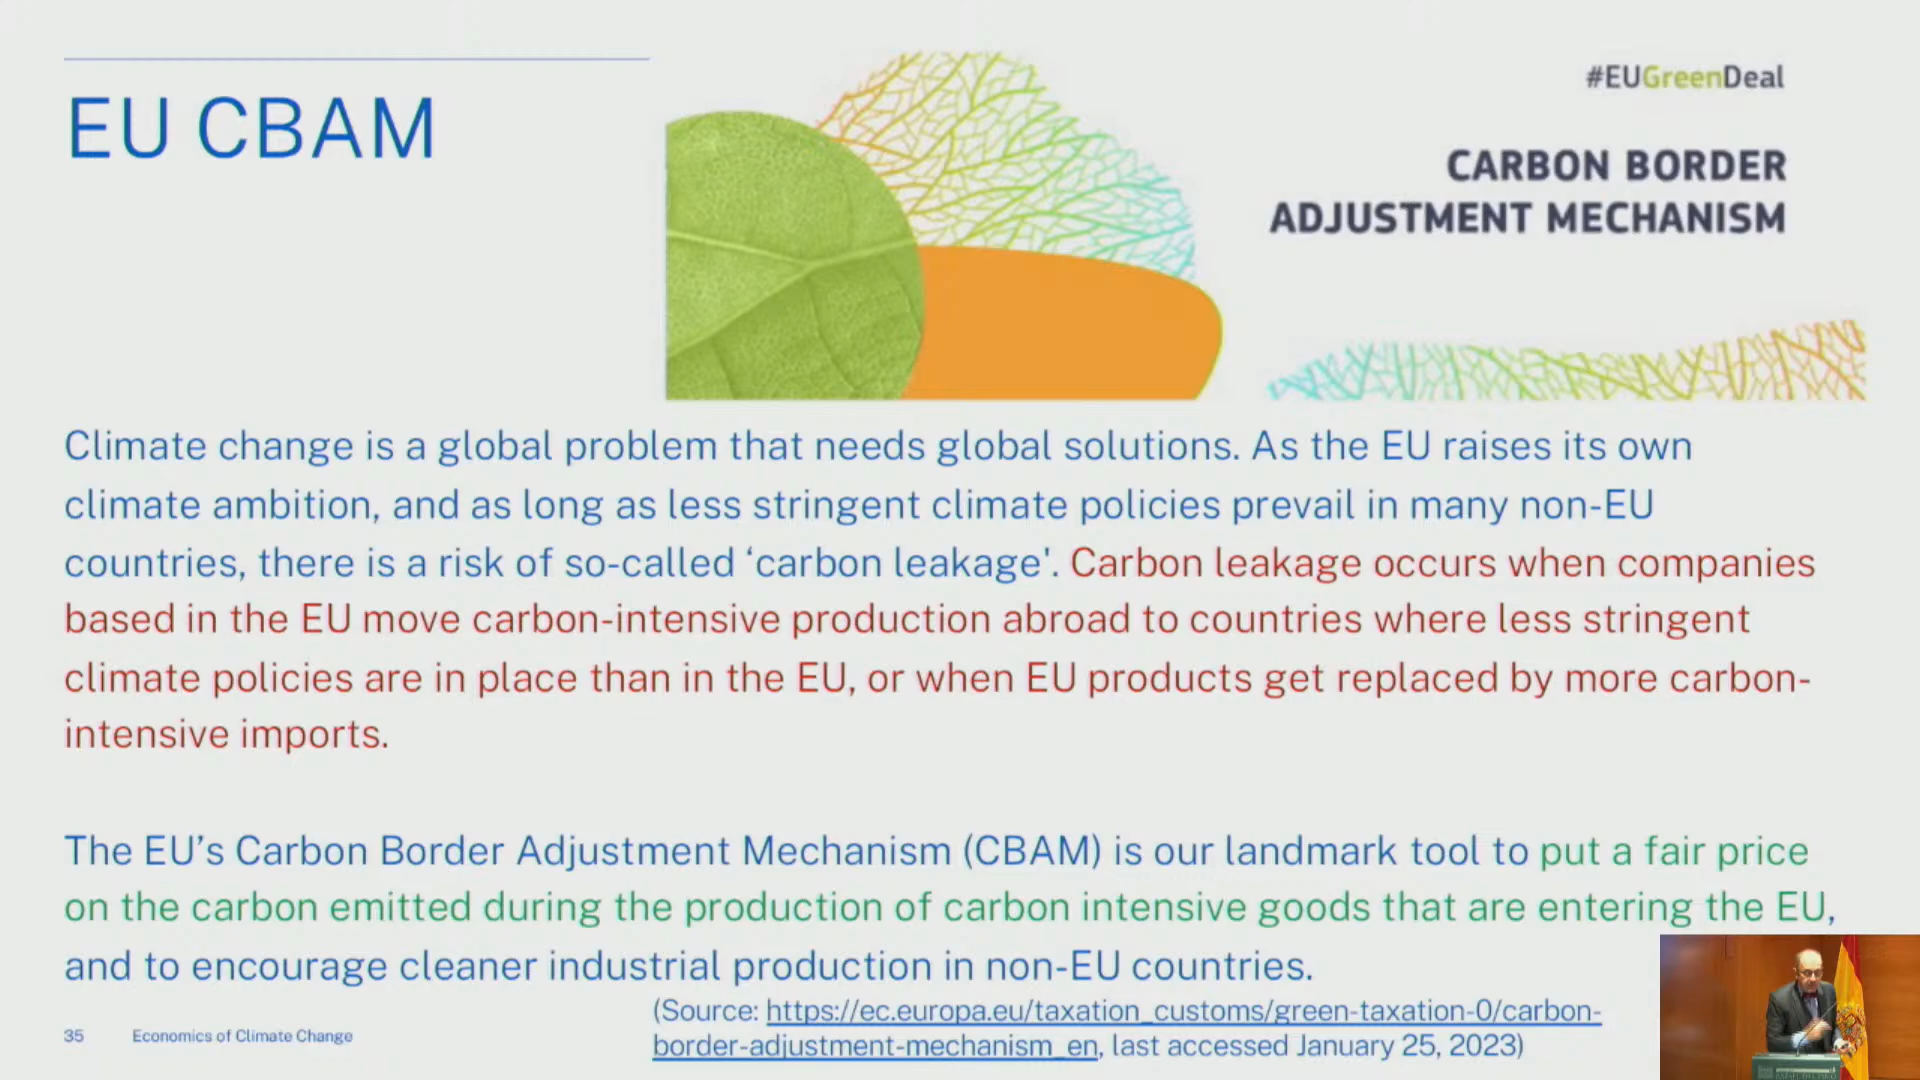 EU CBAM
#EUGreenDeal
CARBON BORDER
ADJUSTMENT MECHANISM
Climate change is a global problem that needs global solutions. As the EU raises its own
climate ambition, and as long as less stringent climate policies prevail in many non-EU
countries, there is a risk of so-called ‘carbon leakage'. Carbon leakage occurs when companies
based in the EU move carbon-intensive production abroad to countries where less stringent
climate policies are in place than in the EU, or when EU products get replaced by more carbon-
intensive imports.
The EU’s Carbon Border Adjustment Mechanism (CBAM) is our landmark tool to put a fair price
on the carbon emitted during the production of carbon intensive goods that are entering the EU,
and to encourage cleaner industrial production in non-EU countries.
(Source: https://ec.europa.eu/taxation_customs/green-taxation-0/carbon-
border-adjustment-mechanism_en, last accessed January 25, 2023)
35 Economics of Climate Change